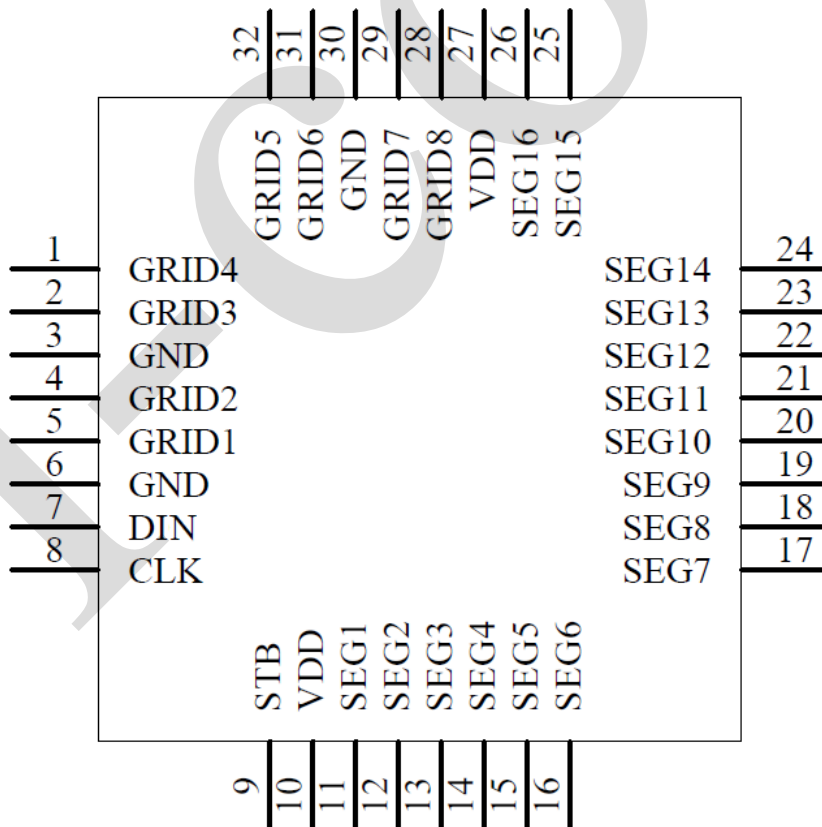 32 31 30 29 28 27 26 25
GRID5 GRID6 GND GRID7 GRID8 VDD SEG16 SEG15
1 GRID4 SEG14 24
2 GRID3 SEG13 23
3 GND SEG12 22
4 GRID2 SEG11 21
5 GRID1 SEG10 20
6 GND SEG9 19
7 DIN SEG8 18
8 CLK SEG7 17
STB VDD SEG1 SEG2 SEG3 SEG4 SEG5 SEG6
9 10 11 12 13 14 15 16